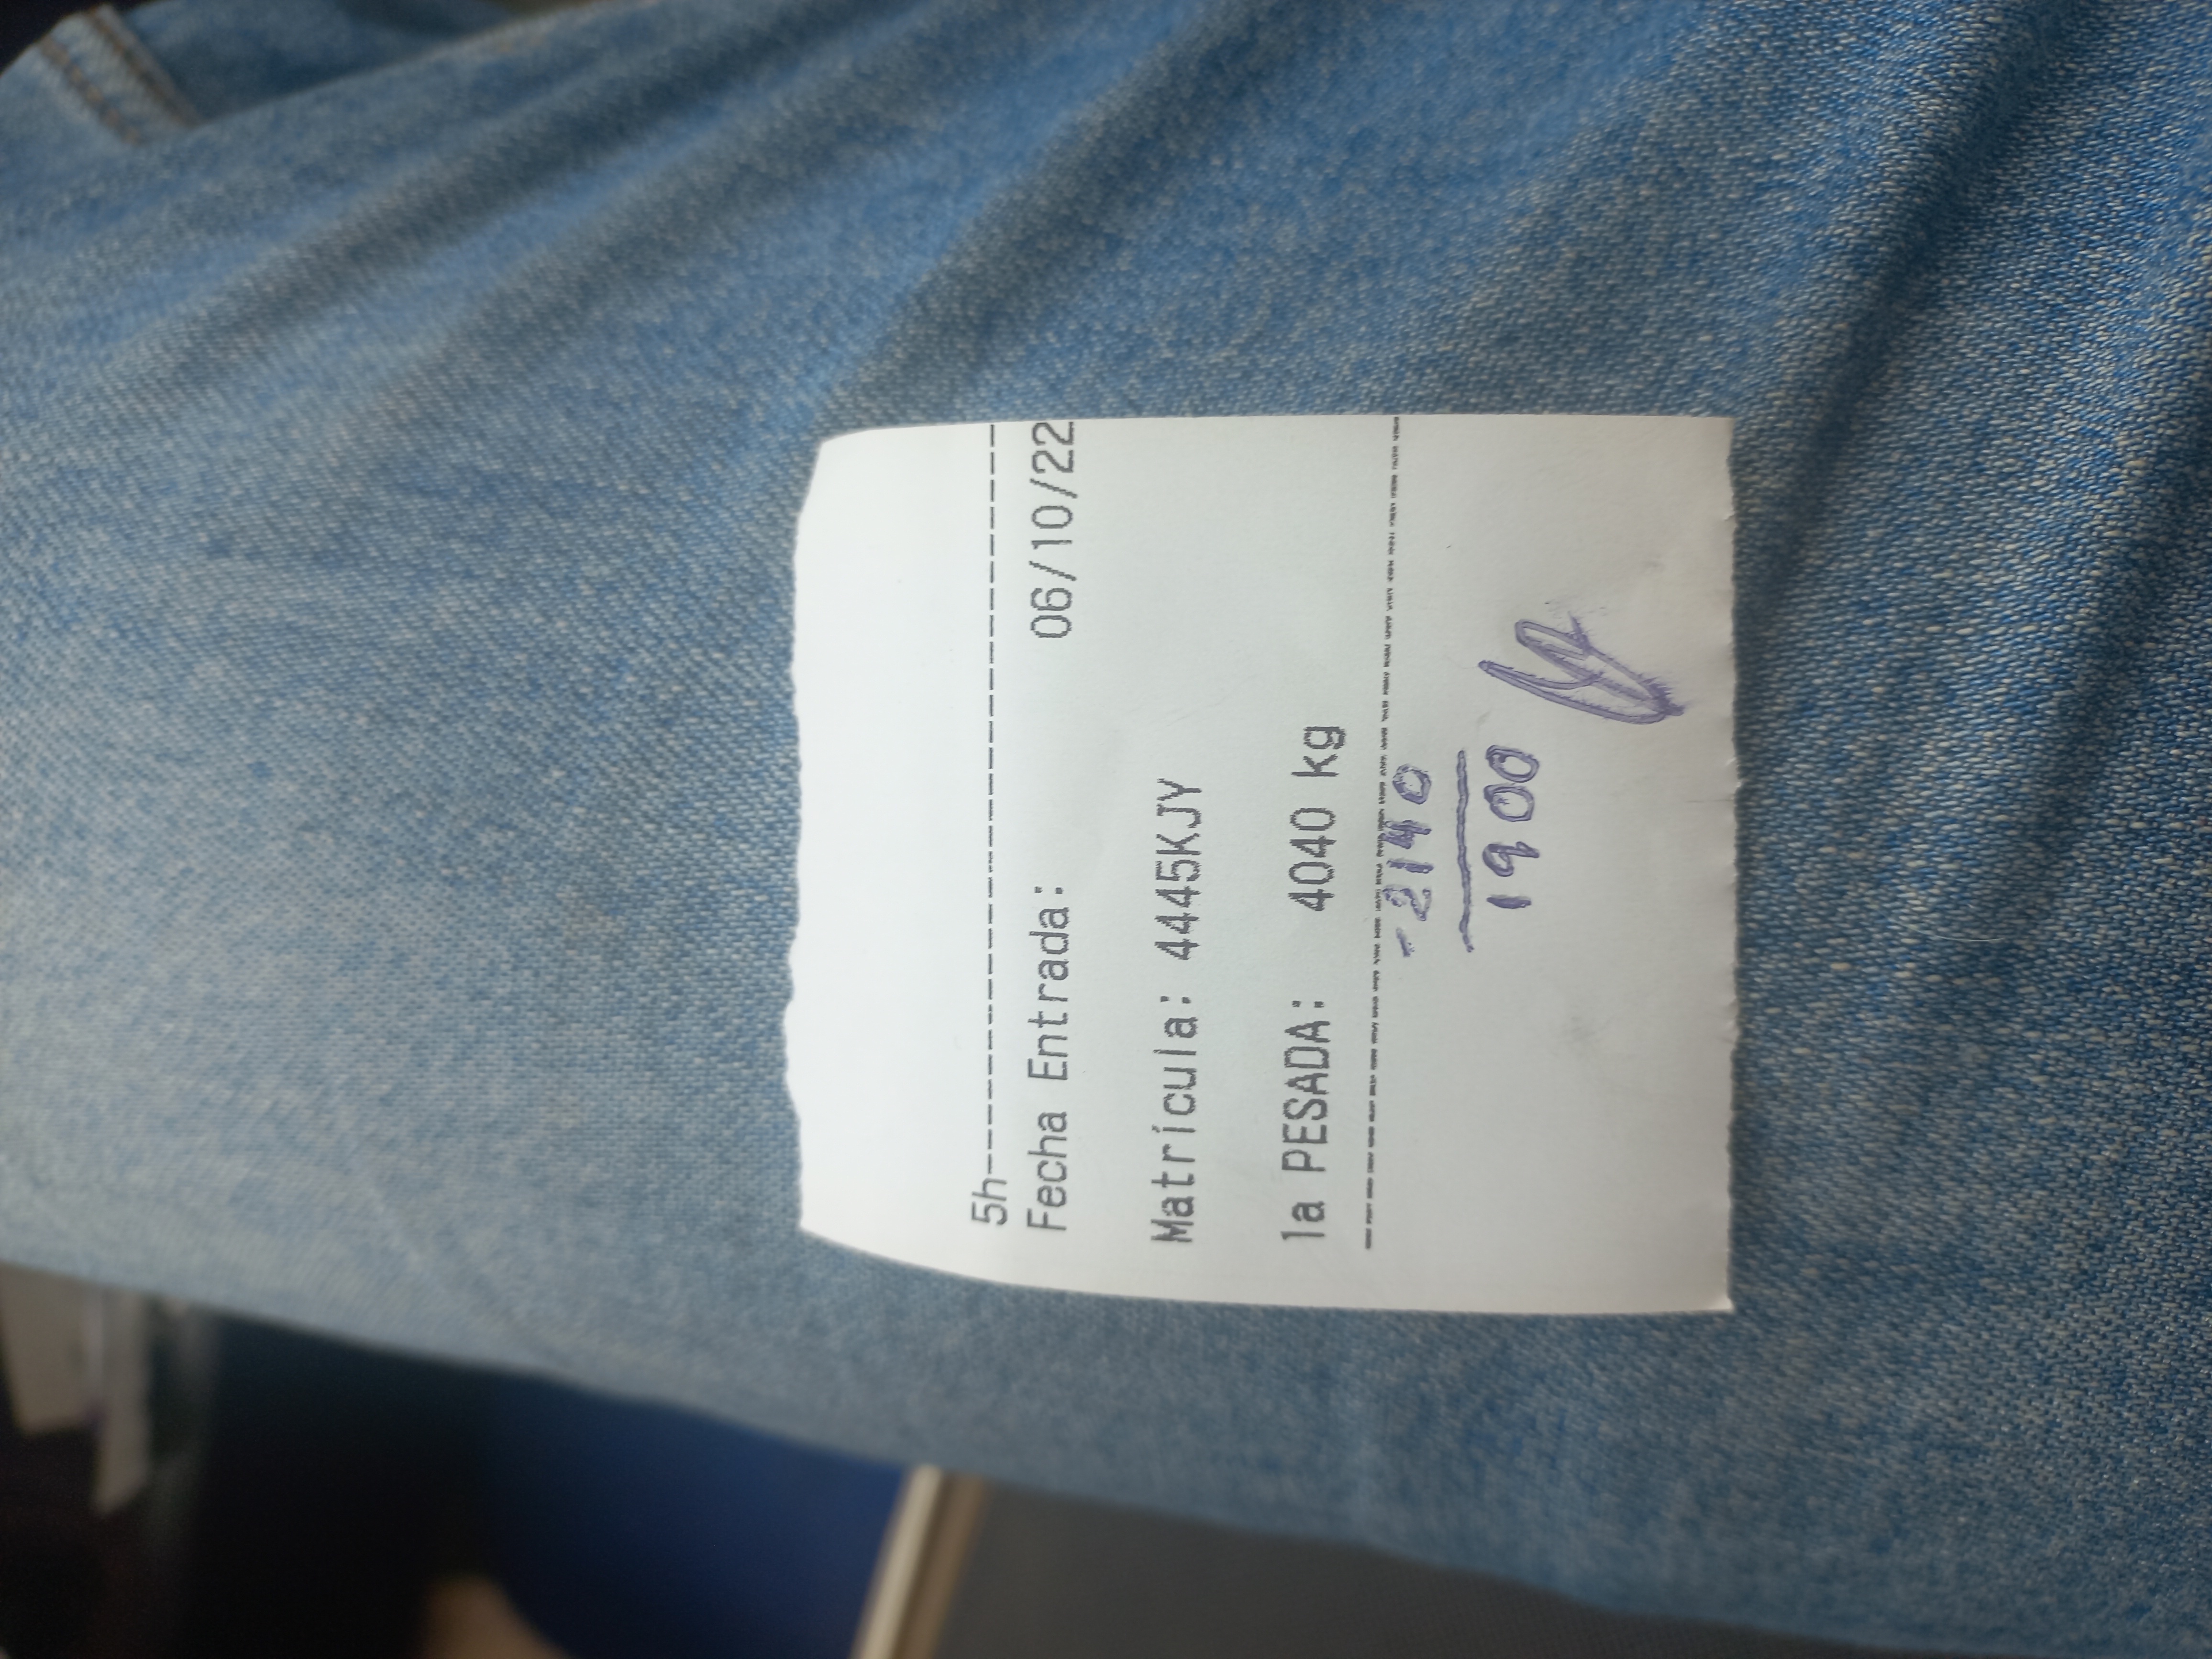 5h------------------------------
Fecha Entrada: 06/10/22
Matrícula: 4445KJY
1a PESADA: 4040 kg
--------------------------------
- 2140
1900